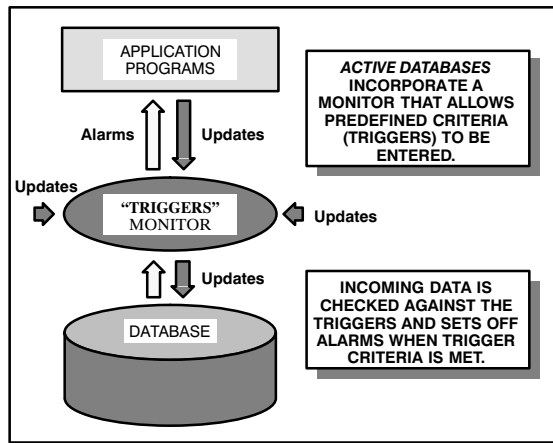 APPLICATION
PROGRAMS
Alarms
Updates
Updates
"TRIGGERS"
MONITOR
Updates
Updates
DATABASE
ACTIVE DATABASES
INCORPORATE A
MONITOR THAT ALLOWS
PREDEFINED CRITERIA
(TRIGGERS) TO BE
ENTERED.
INCOMING DATA IS
CHECKED AGAINST THE
TRIGGERS AND SETS OFF
ALARMS WHEN TRIGGER
CRITERIA IS MET.